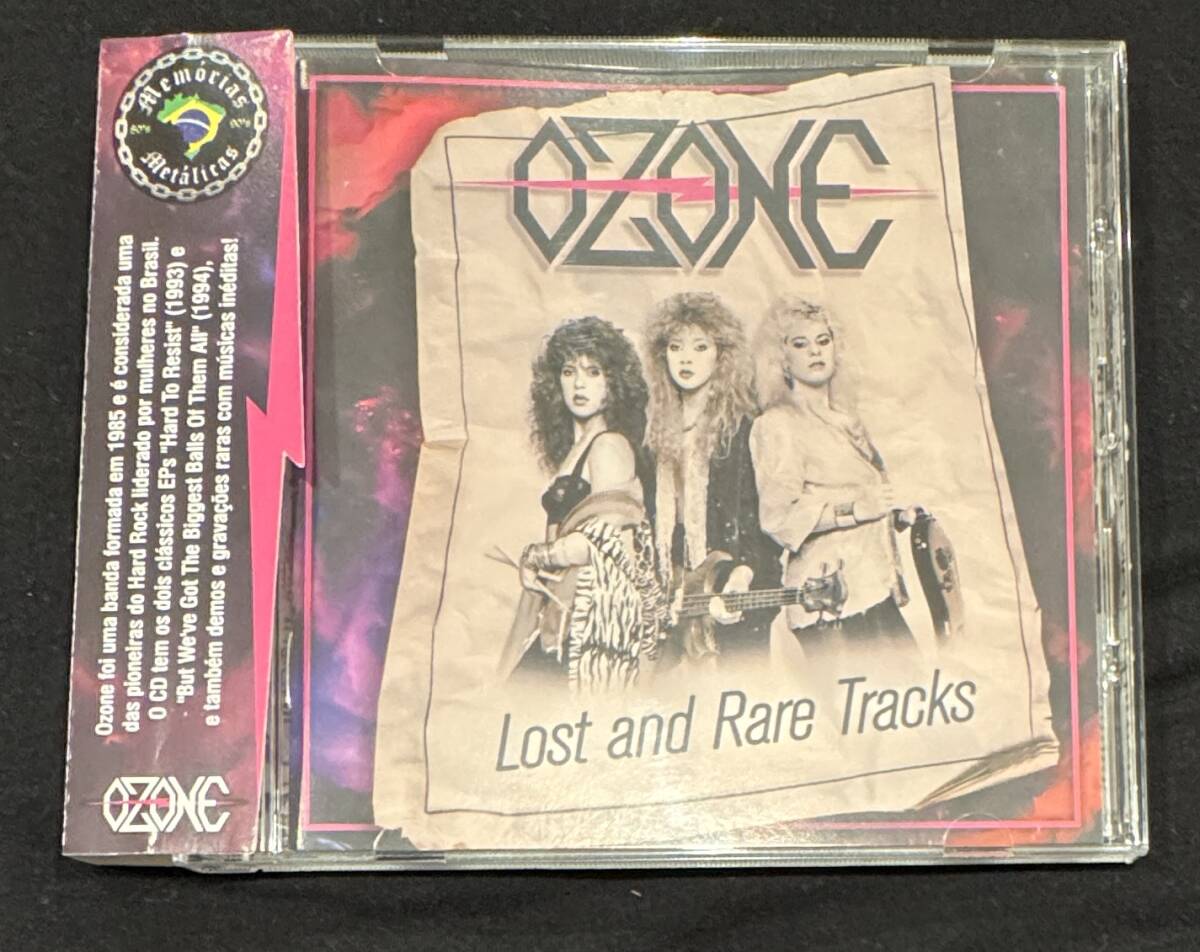 Memórias
80's 90's
Metálicas
Ozone foi uma banda formada em 1985 e é considerada uma
das pioneiras do Hard Rock liderado por mulheres no Brasil.
O CD tem os dois clássicos EPs "Hard To Resist" (1993) e
"But We've Got The Biggest Balls Of Them All" (1994),
e também demos e gravações raras com músicas inéditas!
OZONE
OZONE
Lost and Rare Tracks